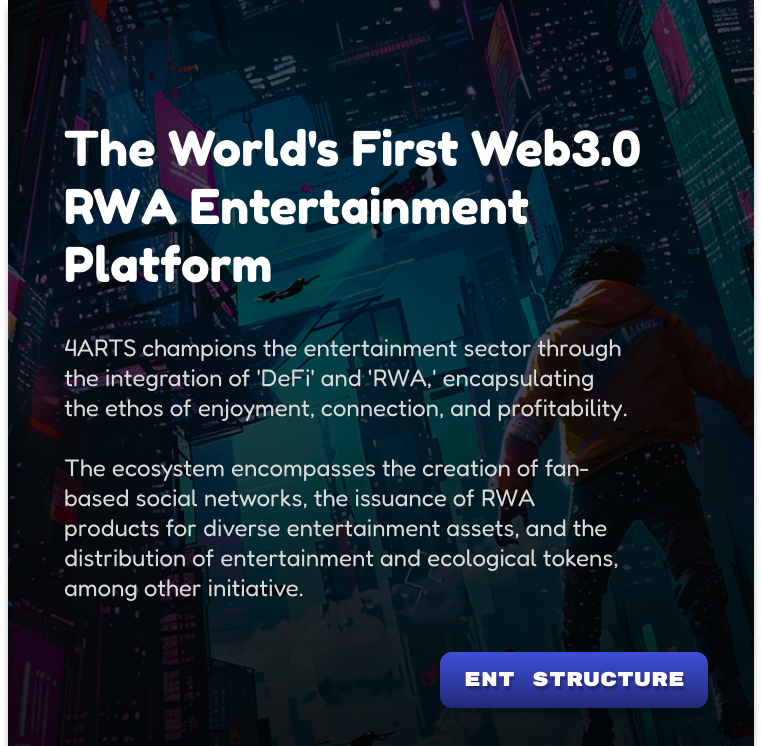 The World's First Web3.0
RWA Entertainment
Platform
4ARTS champions the entertainment sector through
the integration of 'DeFi' and 'RWA,' encapsulating
the ethos of enjoyment, connection, and profitability.
The ecosystem encompasses the creation of fan-
based social networks, the issuance of RWA
products for diverse entertainment assets, and the
distribution of entertainment and ecological tokens,
among other initiative.
ENT STRUCTURE